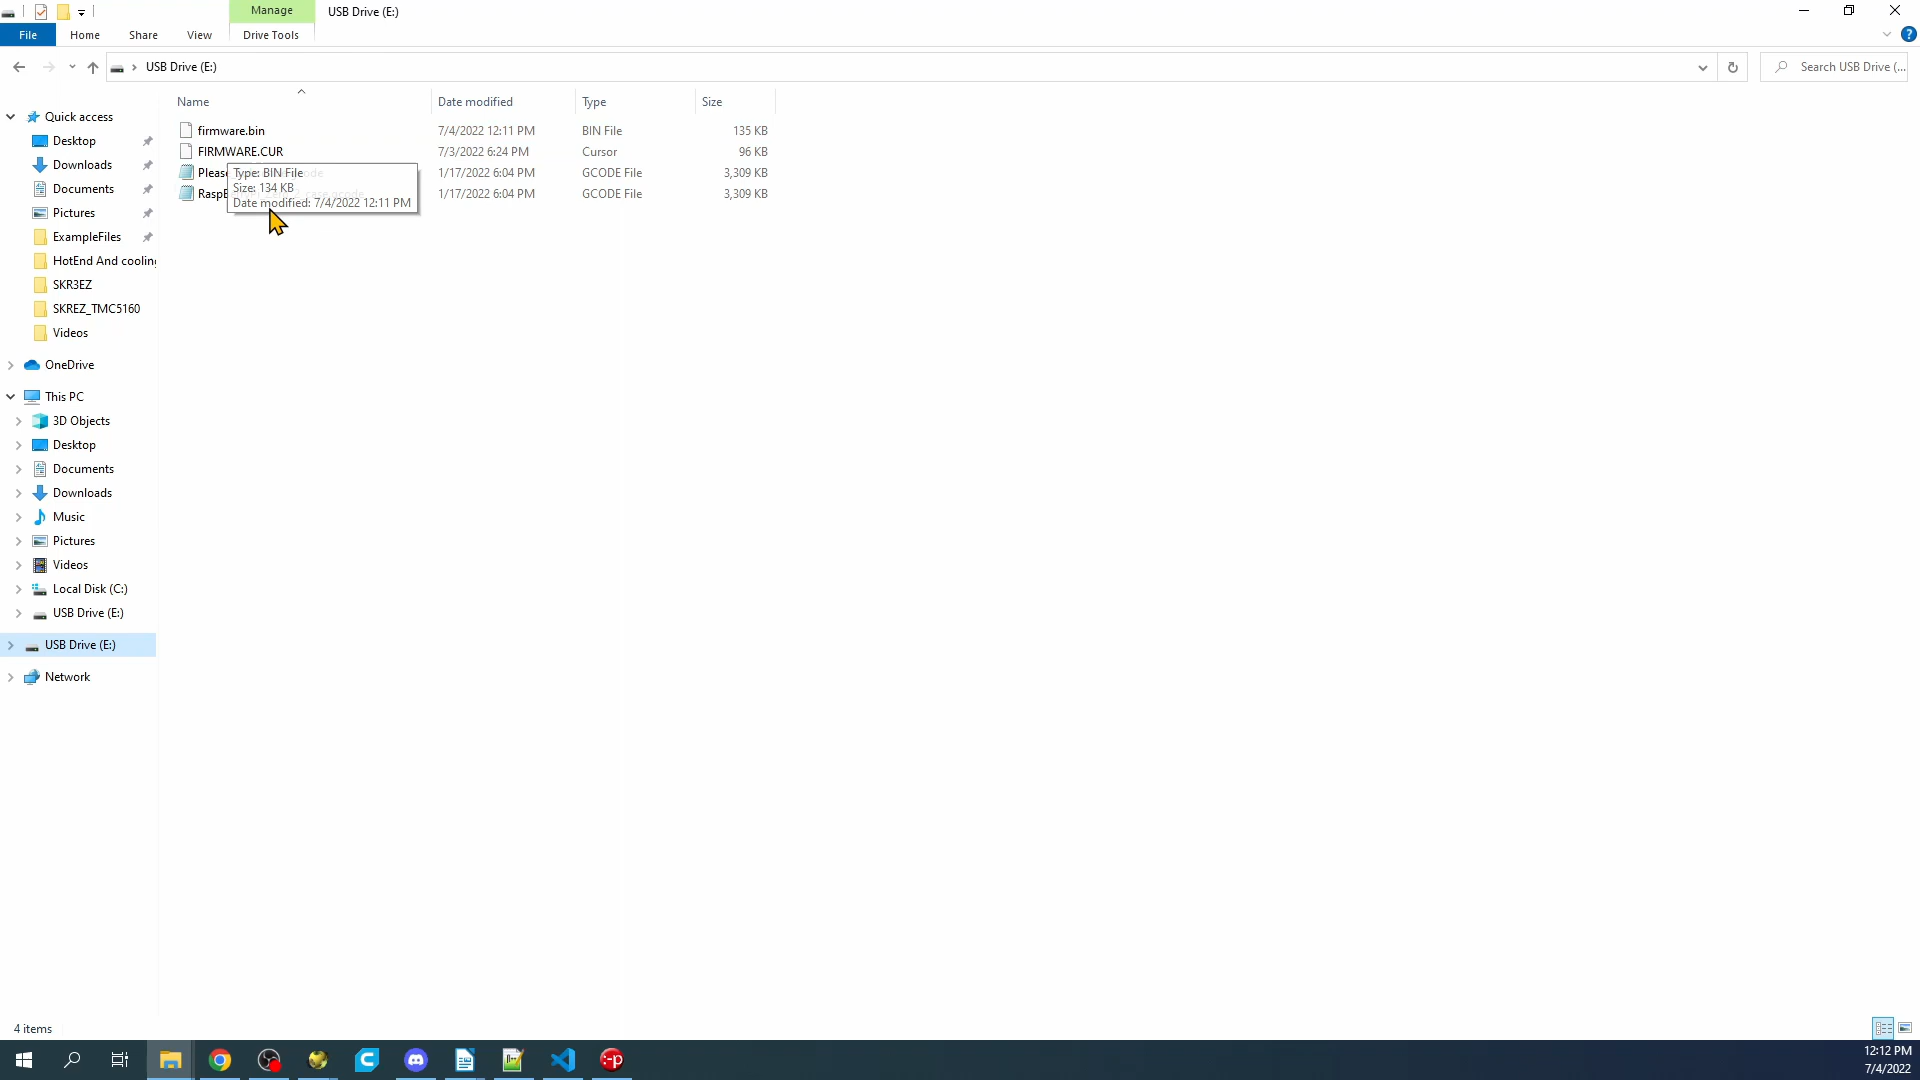 Manage
USB Drive (E:)
File Home Share View Drive Tools
USB Drive (E:)
Search USB Drive (...
Name Date modified Type Size
firmware.bin 7/4/2022 12:11 PM BIN File 135 KB
FIRMWARE.CUR 7/3/2022 6:24 PM Cursor 96 KB
1/17/2022 6:04 PM GCODE File 3,309 KB
1/17/2022 6:04 PM GCODE File 3,309 KB
Type: BIN File
Size: 134 KB
Date modified: 7/4/2022 12:11 PM
Quick access
Desktop
Downloads
Documents
Pictures
ExampleFiles
HotEnd And cooling
SKR3EZ
SKREZ_TMC5160
Videos
OneDrive
This PC
3D Objects
Desktop
Documents
Downloads
Music
Pictures
Videos
Local Disk (C:)
USB Drive (E:)
USB Drive (E:)
Network
4 items
12:12 PM
7/4/2022